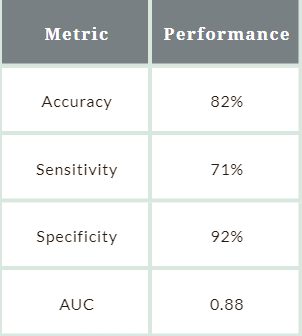 Metric Performance
Accuracy 82%
Sensitivity 71%
Specificity 92%
AUC 0.88